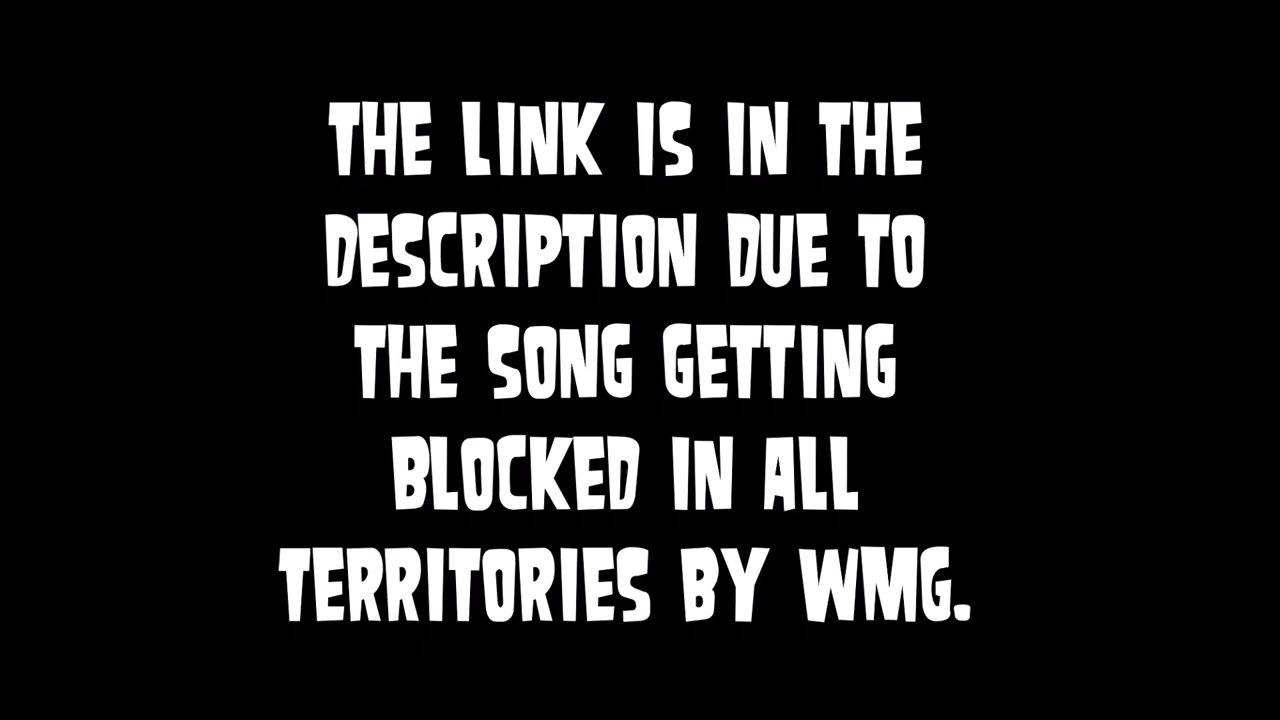 THE LINK IS IN THE
DESCRIPTION DUE TO
THE SONG GETTING
BLOCKED IN ALL
TERRITORIES BY WMG.